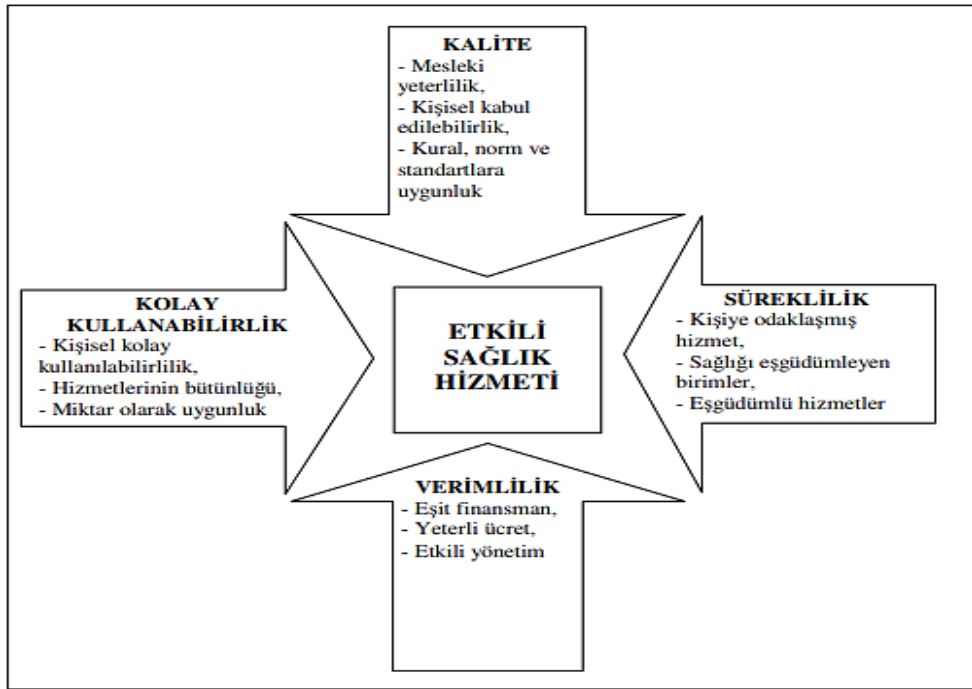 KALİTE
- Mesleki
yeterlilik,
- Kişisel kabul
edilebilirlik,
- Kural, norm ve
standartlara
uygunluk
KOLAY
KULLANABİLİRLİK
- Kişisel kolay
kullanılabilirlilik,
- Hizmetlerinin bütünlüğü,
- Miktar olarak uygunluk
ETKİLİ
SAĞLIK
HİZMETİ
SÜREKLİLİK
- Kişiye odaklaşmış
hizmet,
- Sağlığı eşgüdümleyen
birimler,
- Eşgüdümlü hizmetler
VERİMLİLİK
- Eşit finansman,
- Yeterli ücret,
- Etkili yönetim